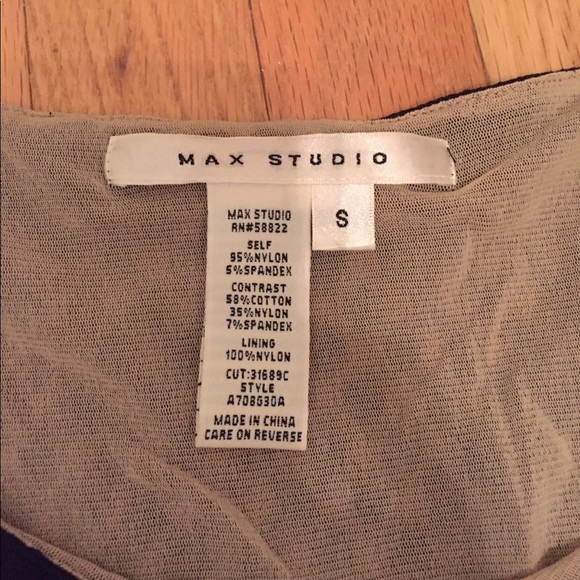 MAX STUDIO
S
MAX STUDIO
RN#58822
SELF
95%NYLON
5%SPANDEX
CONTRAST
58%COTTON
35%NYLON
7%SPANDEX
LINING
100%NYLON
CUT:31689C
STYLE
A708630A
MADE IN CHINA
CARE ON REVERSE